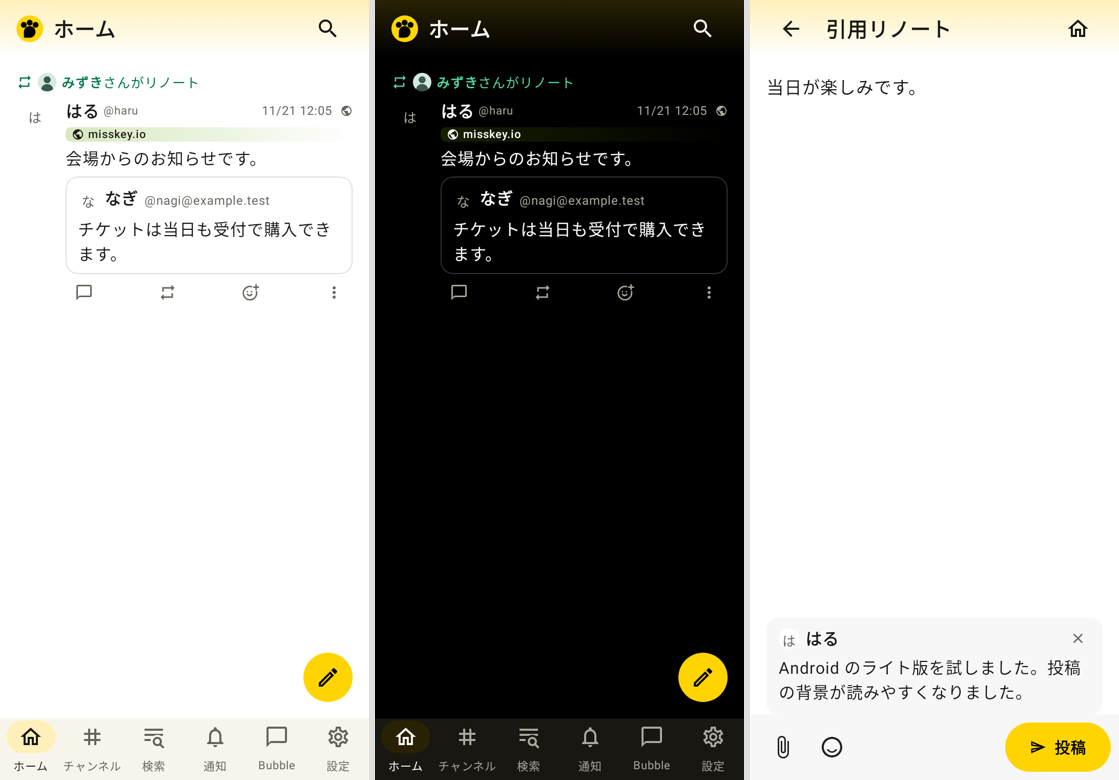 ホーム
みずきさんがリノート
は
はる @haru 11/21 12:05
misskey.io
会場からのお知らせです。
な なぎ @nagi@example.test
チケットは当日も受付で購入でき
ます。
ホーム チャンネル 検索 通知 Bubble 設定
ホーム
みずきさんがリノート
は
はる @haru 11/21 12:05
misskey.io
会場からのお知らせです。
な なぎ @nagi@example.test
チケットは当日も受付で購入でき
ます。
ホーム チャンネル 検索 通知 Bubble 設定
引用リノート
当日が楽しみです。
は はる
Android のライト版を試しました。投稿
の背景が読みやすくなりました。
投稿